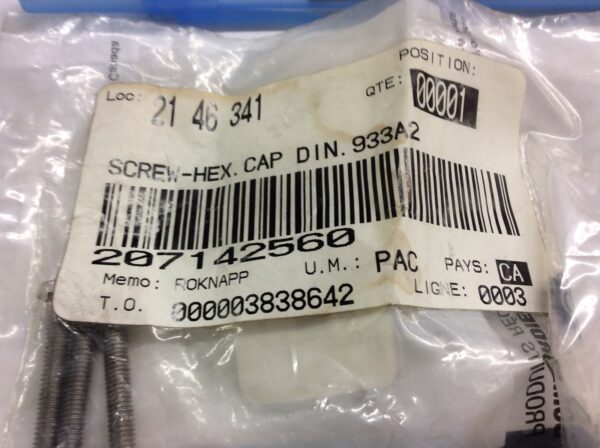 POSITION:
Loc: 21 46 341 QTE: 00001
SCREW-HEX.CAP DIN.933A2
207142560
Memo: ROKNAPP U.M.: PAC PAYS: CA
T.O. 000003838642 LIGNE: 0003